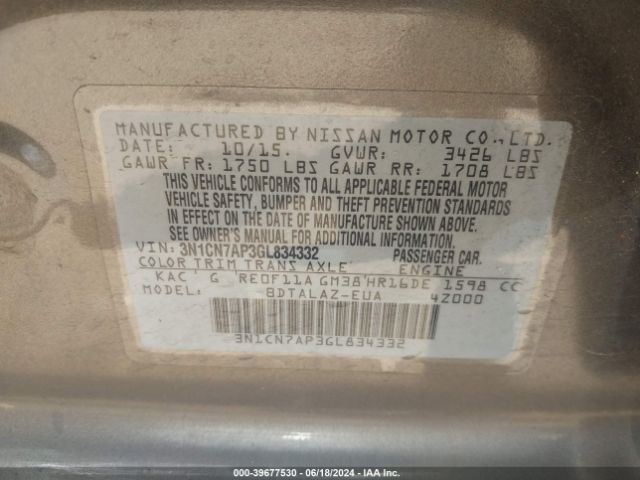 MANUFACTURED BY NISSAN MOTOR CO., LTD.
DATE: 10/15. GVWR: 3426 LBS
GAWR FR: 1750 LBS GAWR RR: 1708 LBS
THIS VEHICLE CONFORMS TO ALL APPLICABLE FEDERAL MOTOR
VEHICLE SAFETY, BUMPER AND THEFT PREVENTION STANDARDS
IN EFFECT ON THE DATE OF MANUFACTURE SHOWN ABOVE.
SEE OWNER'S MANUAL FOR ADDITIONAL INFORMATION.
VIN: 3N1CN7AP3GL834332 PASSENGER CAR.
COLOR TRIM TRANS AXLE ENGINE
KAC G RE0F11A GM38 HR16DE 1598 CC
BDTALAZ-EUA 4Z000
3N1CN7AP3GL834332
00 - 39677530 - 06/18/2024 - IAA Inc.